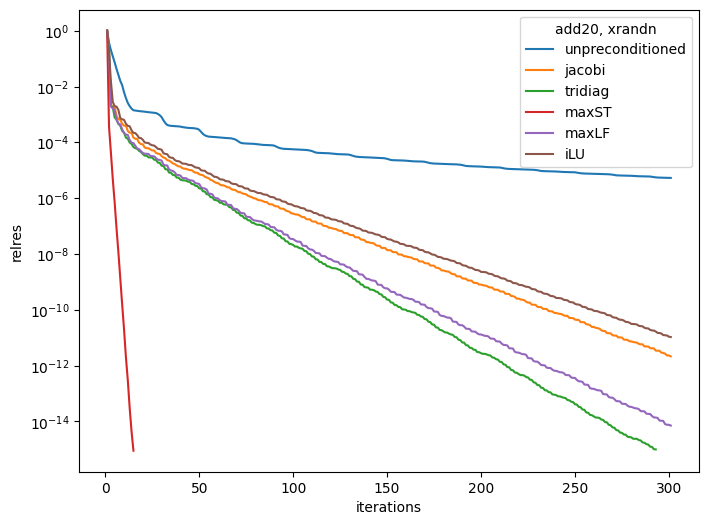 add20, xrandn
unpreconditioned
jacobi
tridiag
maxST
maxLF
iLU
relres
10^0
10^-2
10^-4
10^-6
10^-8
10^-10
10^-12
10^-14
0 50 100 150 200 250 300
iterations